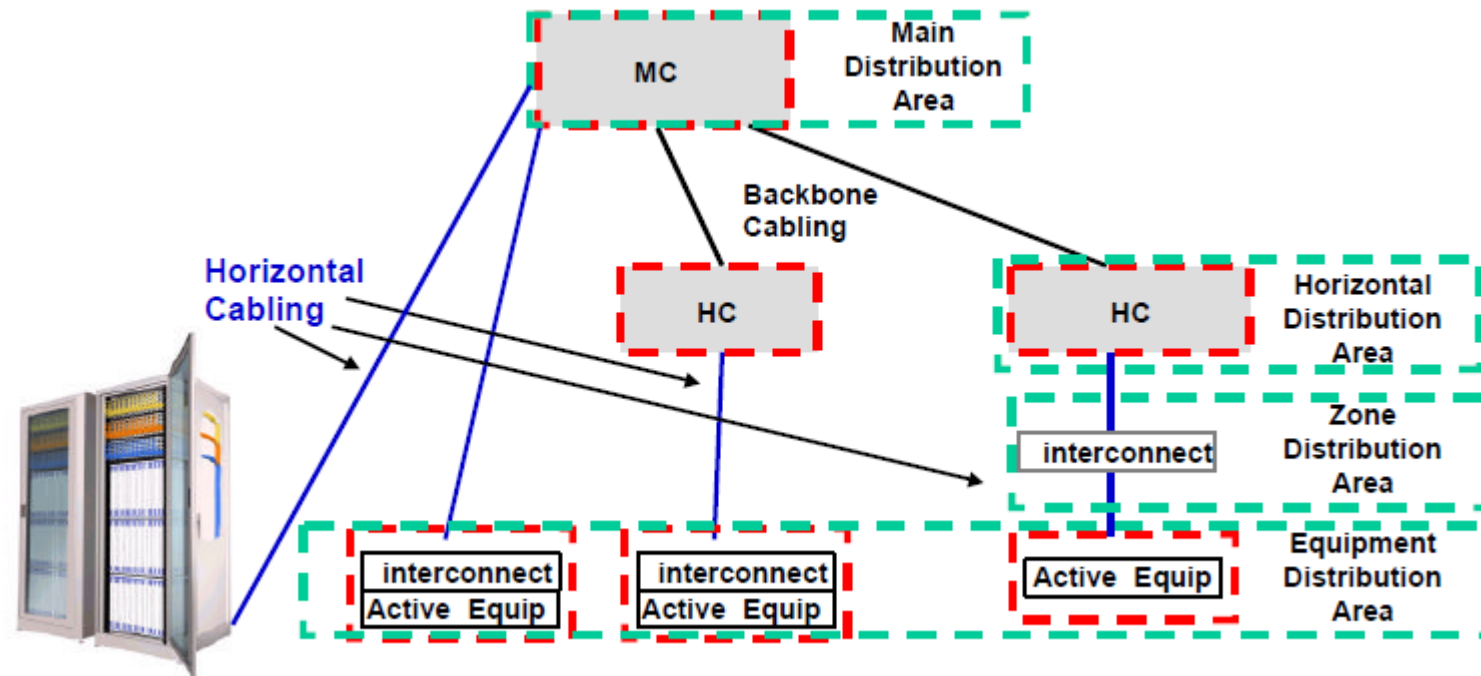 MC
Main
Distribution
Area
Backbone
Cabling
Horizontal
Cabling
HC
HC
Horizontal
Distribution
Area
interconnect
Zone
Distribution
Area
interconnect
Active Equip
interconnect
Active Equip
Active Equip
Equipment
Distribution
Area